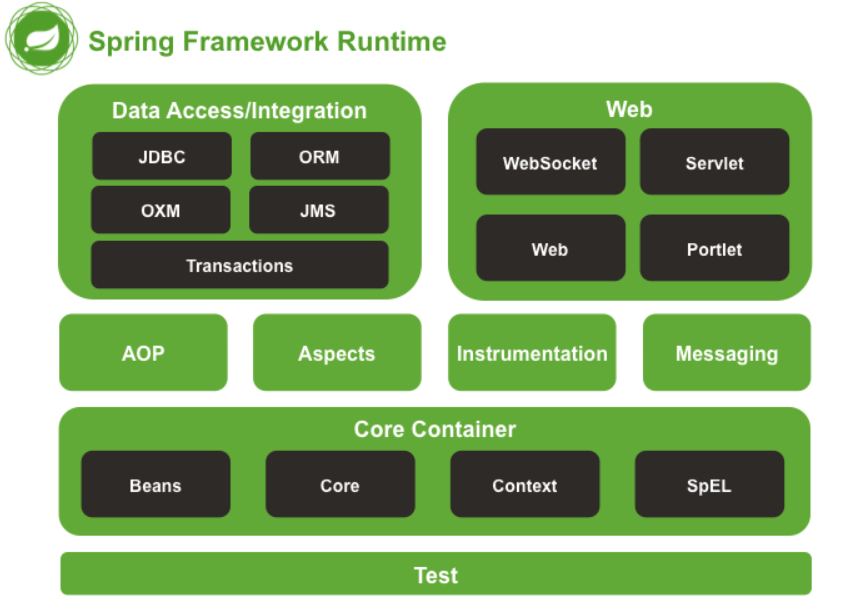 Spring Framework Runtime
Data Access/Integration
JDBC
ORM
OXM
JMS
Transactions
Web
WebSocket
Servlet
Web
Portlet
AOP
Aspects
Instrumentation
Messaging
Core Container
Beans
Core
Context
SpEL
Test